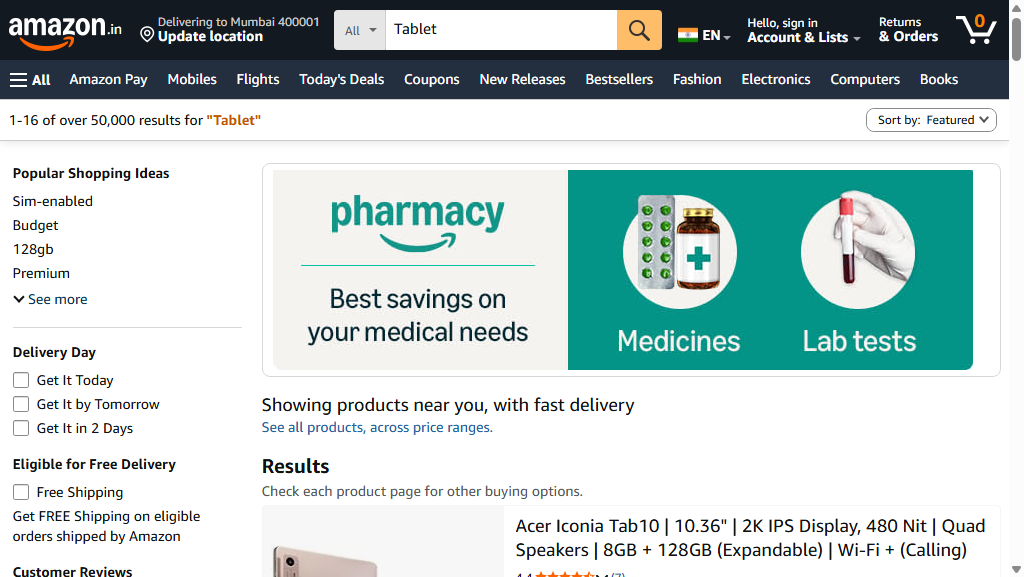 amazon.in
Delivering to Mumbai 400001
Update location
All
Tablet
EN
Hello, sign in
Account & Lists
Returns
& Orders
0
All
Amazon Pay
Mobiles
Flights
Today's Deals
Coupons
New Releases
Bestsellers
Fashion
Electronics
Computers
Books
1-16 of over 50,000 results for "Tablet"
Sort by: Featured
Popular Shopping Ideas
Sim-enabled
Budget
128gb
Premium
See more
Delivery Day
Get It Today
Get It by Tomorrow
Get It in 2 Days
Eligible for Free Delivery
Free Shipping
Get FREE Shipping on eligible
orders shipped by Amazon
Customer Reviews
pharmacy
Best savings on
your medical needs
Medicines
Lab tests
Showing products near you, with fast delivery
See all products, across price ranges.
Results
Check each product page for other buying options.
Acer Iconia Tab10 | 10.36" | 2K IPS Display, 480 Nit | Quad
Speakers | 8GB + 128GB (Expandable) | Wi-Fi + (Calling)